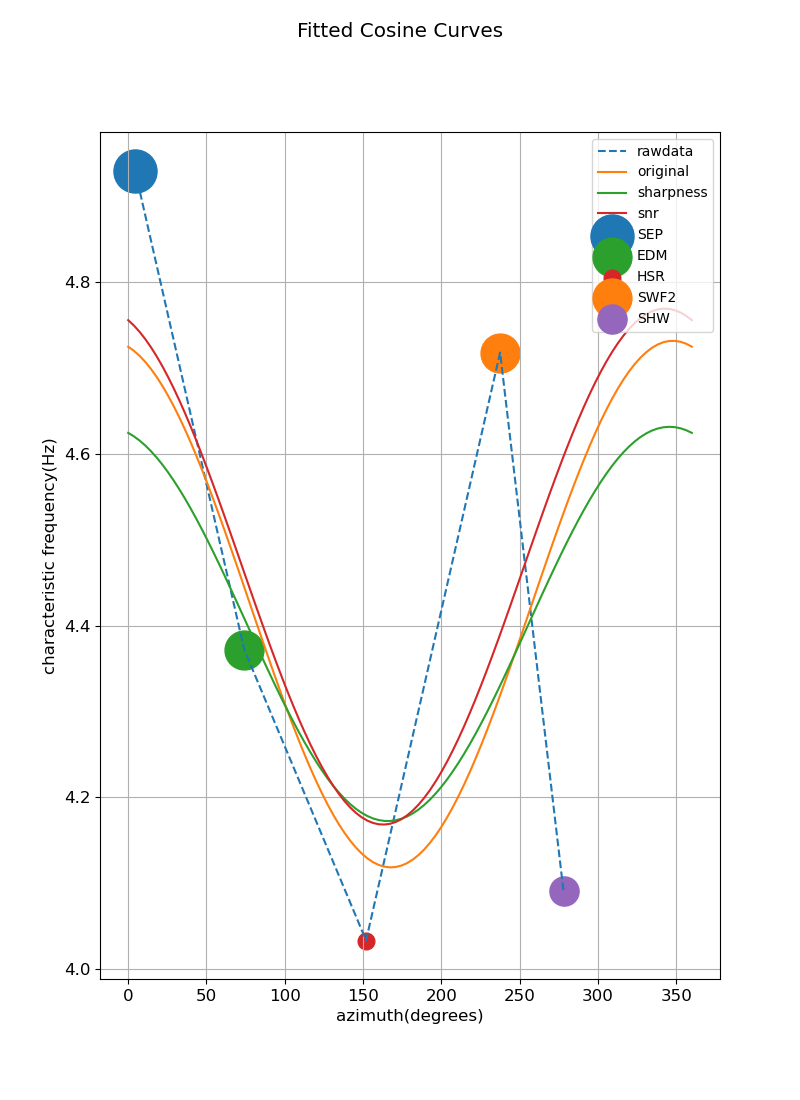 Fitted Cosine Curves
rawdata
original
sharpness
snr
SEP
EDM
HSR
SWF2
SHW
4.8
4.6
4.4
4.2
4.0
characteristic frequency(Hz)
0 50 100 150 200 250 300 350
azimuth(degrees)